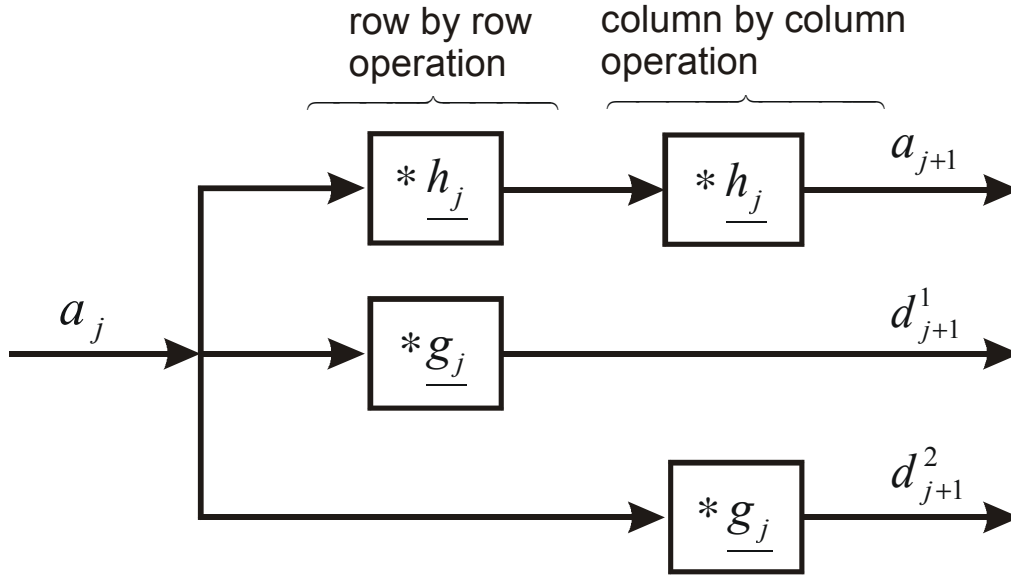 row by row
operation
column by column
operation
* h_j
* h_j
a_{j+1}
a_j
* g_j
d^1_{j+1}
* g_j
d^2_{j+1}